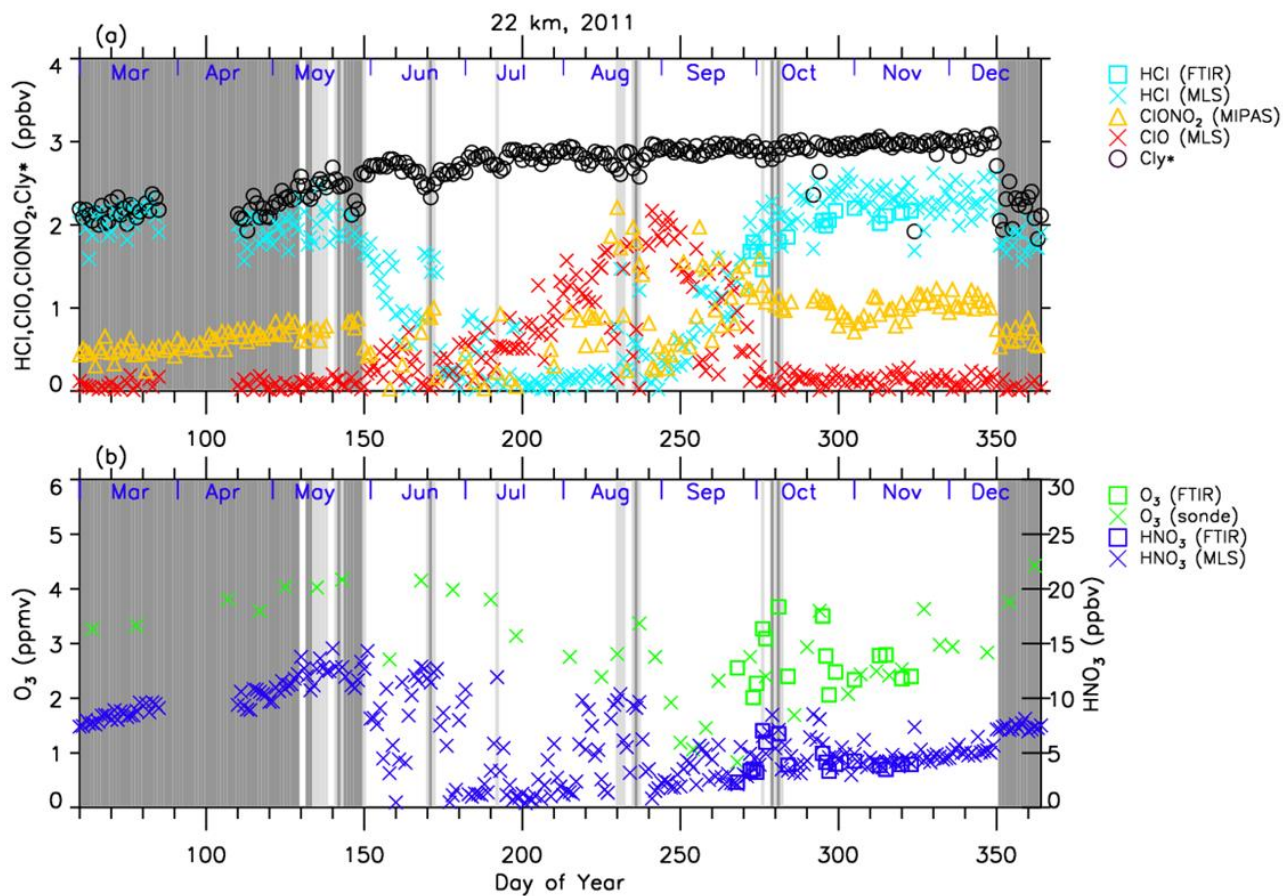 22 km, 2011
(a)
HCl,ClO,ClONO₂,Cly* (ppbv)
4
3
2
1
0
Mar Apr May Jun Jul Aug Sep Oct Nov Dec
100 150 200 250 300 350
HCl (FTIR)
HCl (MLS)
ClONO₂ (MIPAS)
ClO (MLS)
Cly*
(b)
O₃ (ppmv)
6
5
4
3
2
1
0
Mar Apr May Jun Jul Aug Sep Oct Nov Dec
30
25
20
15
10
5
0
HNO₃ (ppbv)
100 150 200 250 300 350
Day of Year
O₃ (FTIR)
O₃ (sonde)
HNO₃ (FTIR)
HNO₃ (MLS)